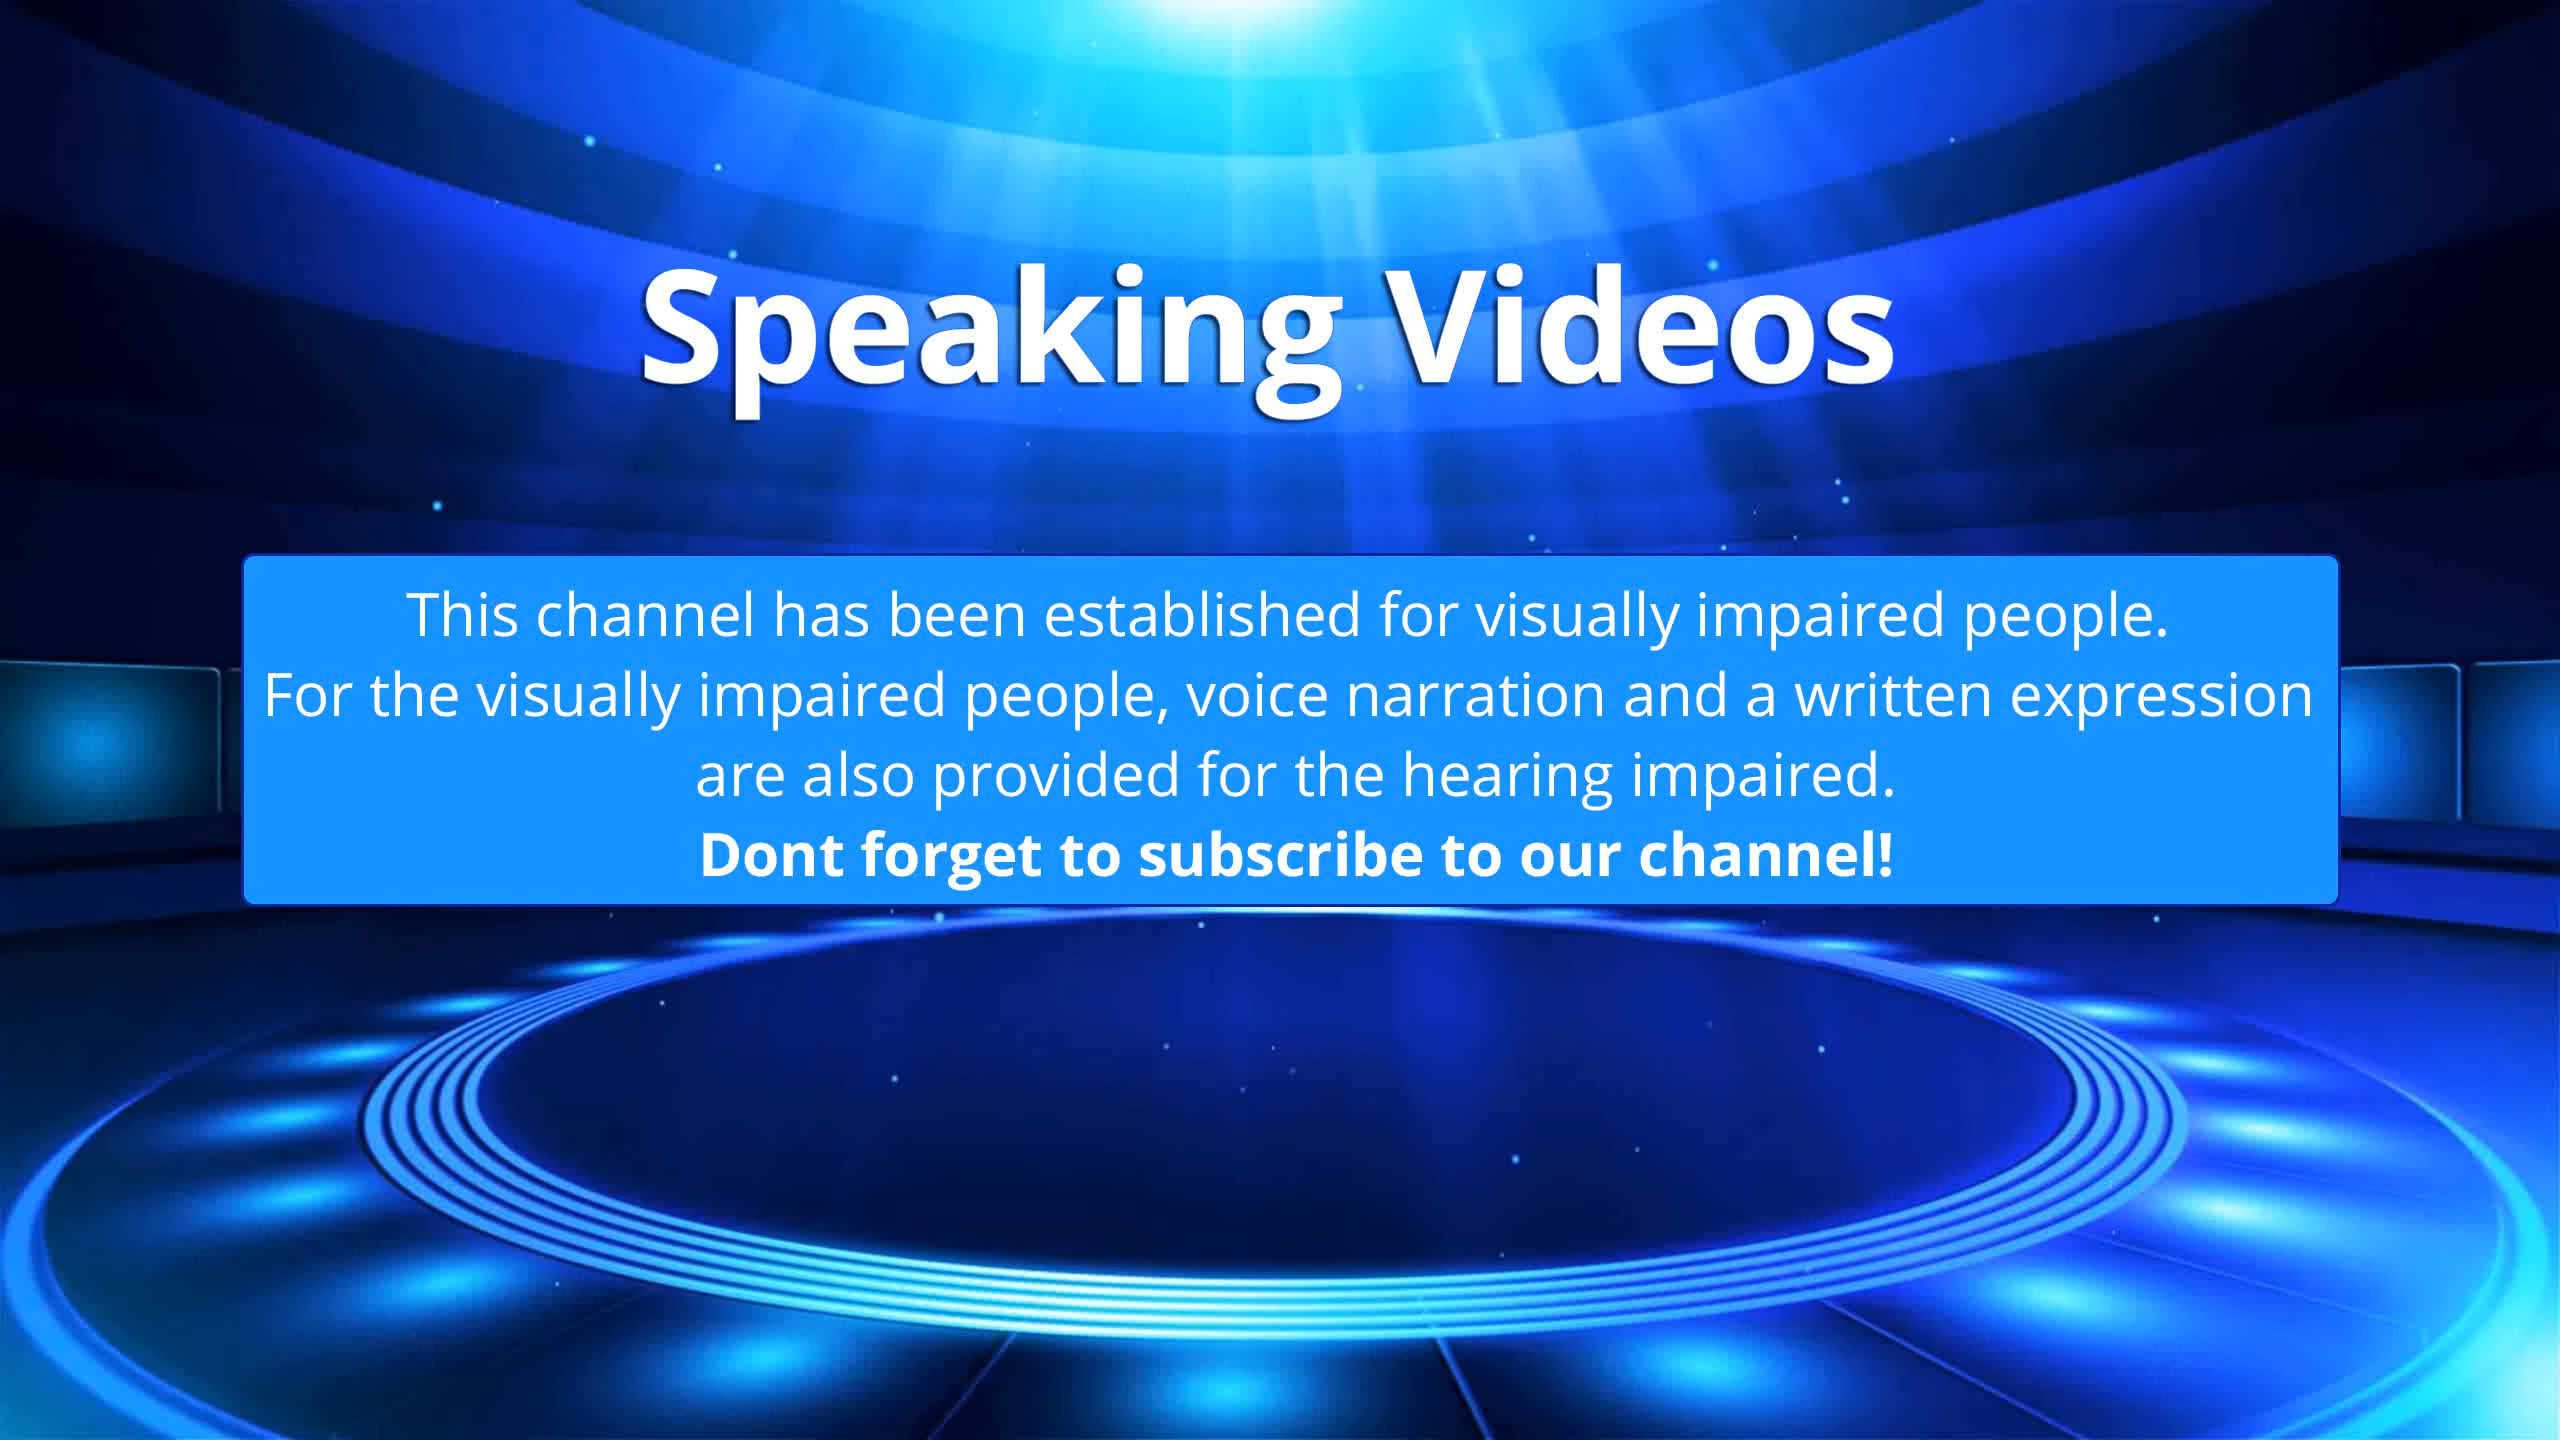 Speaking Videos
This channel has been established for visually impaired people.
For the visually impaired people, voice narration and a written expression
are also provided for the hearing impaired.
Dont forget to subscribe to our channel!